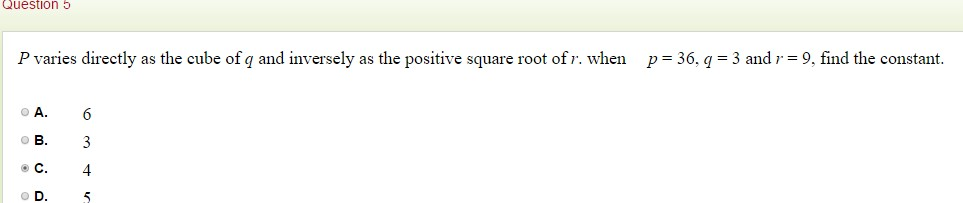 Question 5
P varies directly as the cube of q and inversely as the positive square root of r. when p = 36, q = 3 and r = 9, find the constant.
A. 6
B. 3
C. 4
D. 5